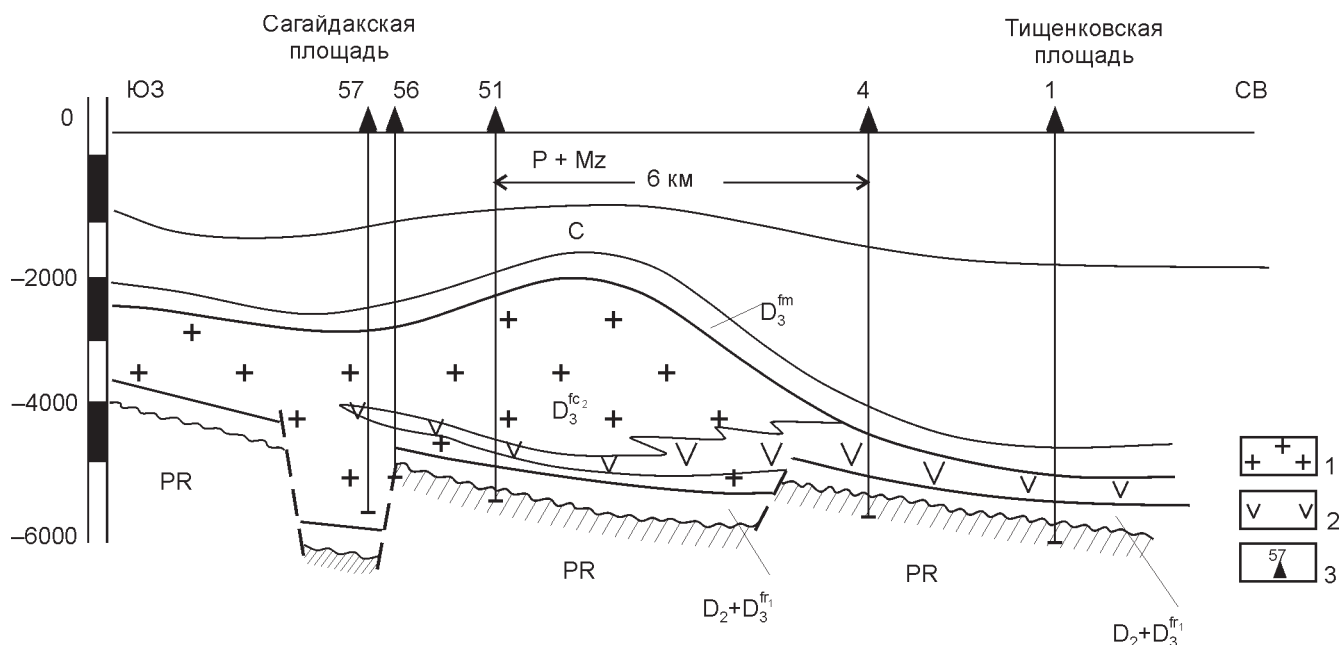 Сагайдакская
площадь
Тищенковская
площадь
ЮЗ 57 56 51 4 1 СВ
0
P + Mz
6 км
C
–2000
D₃ᶠᵐ
–4000
D₃ᶠᶜ₂
1
PR
2
57
3
–6000
PR PR
D₂+D₃ᶠʳ₁
D₂+D₃ᶠʳ₁